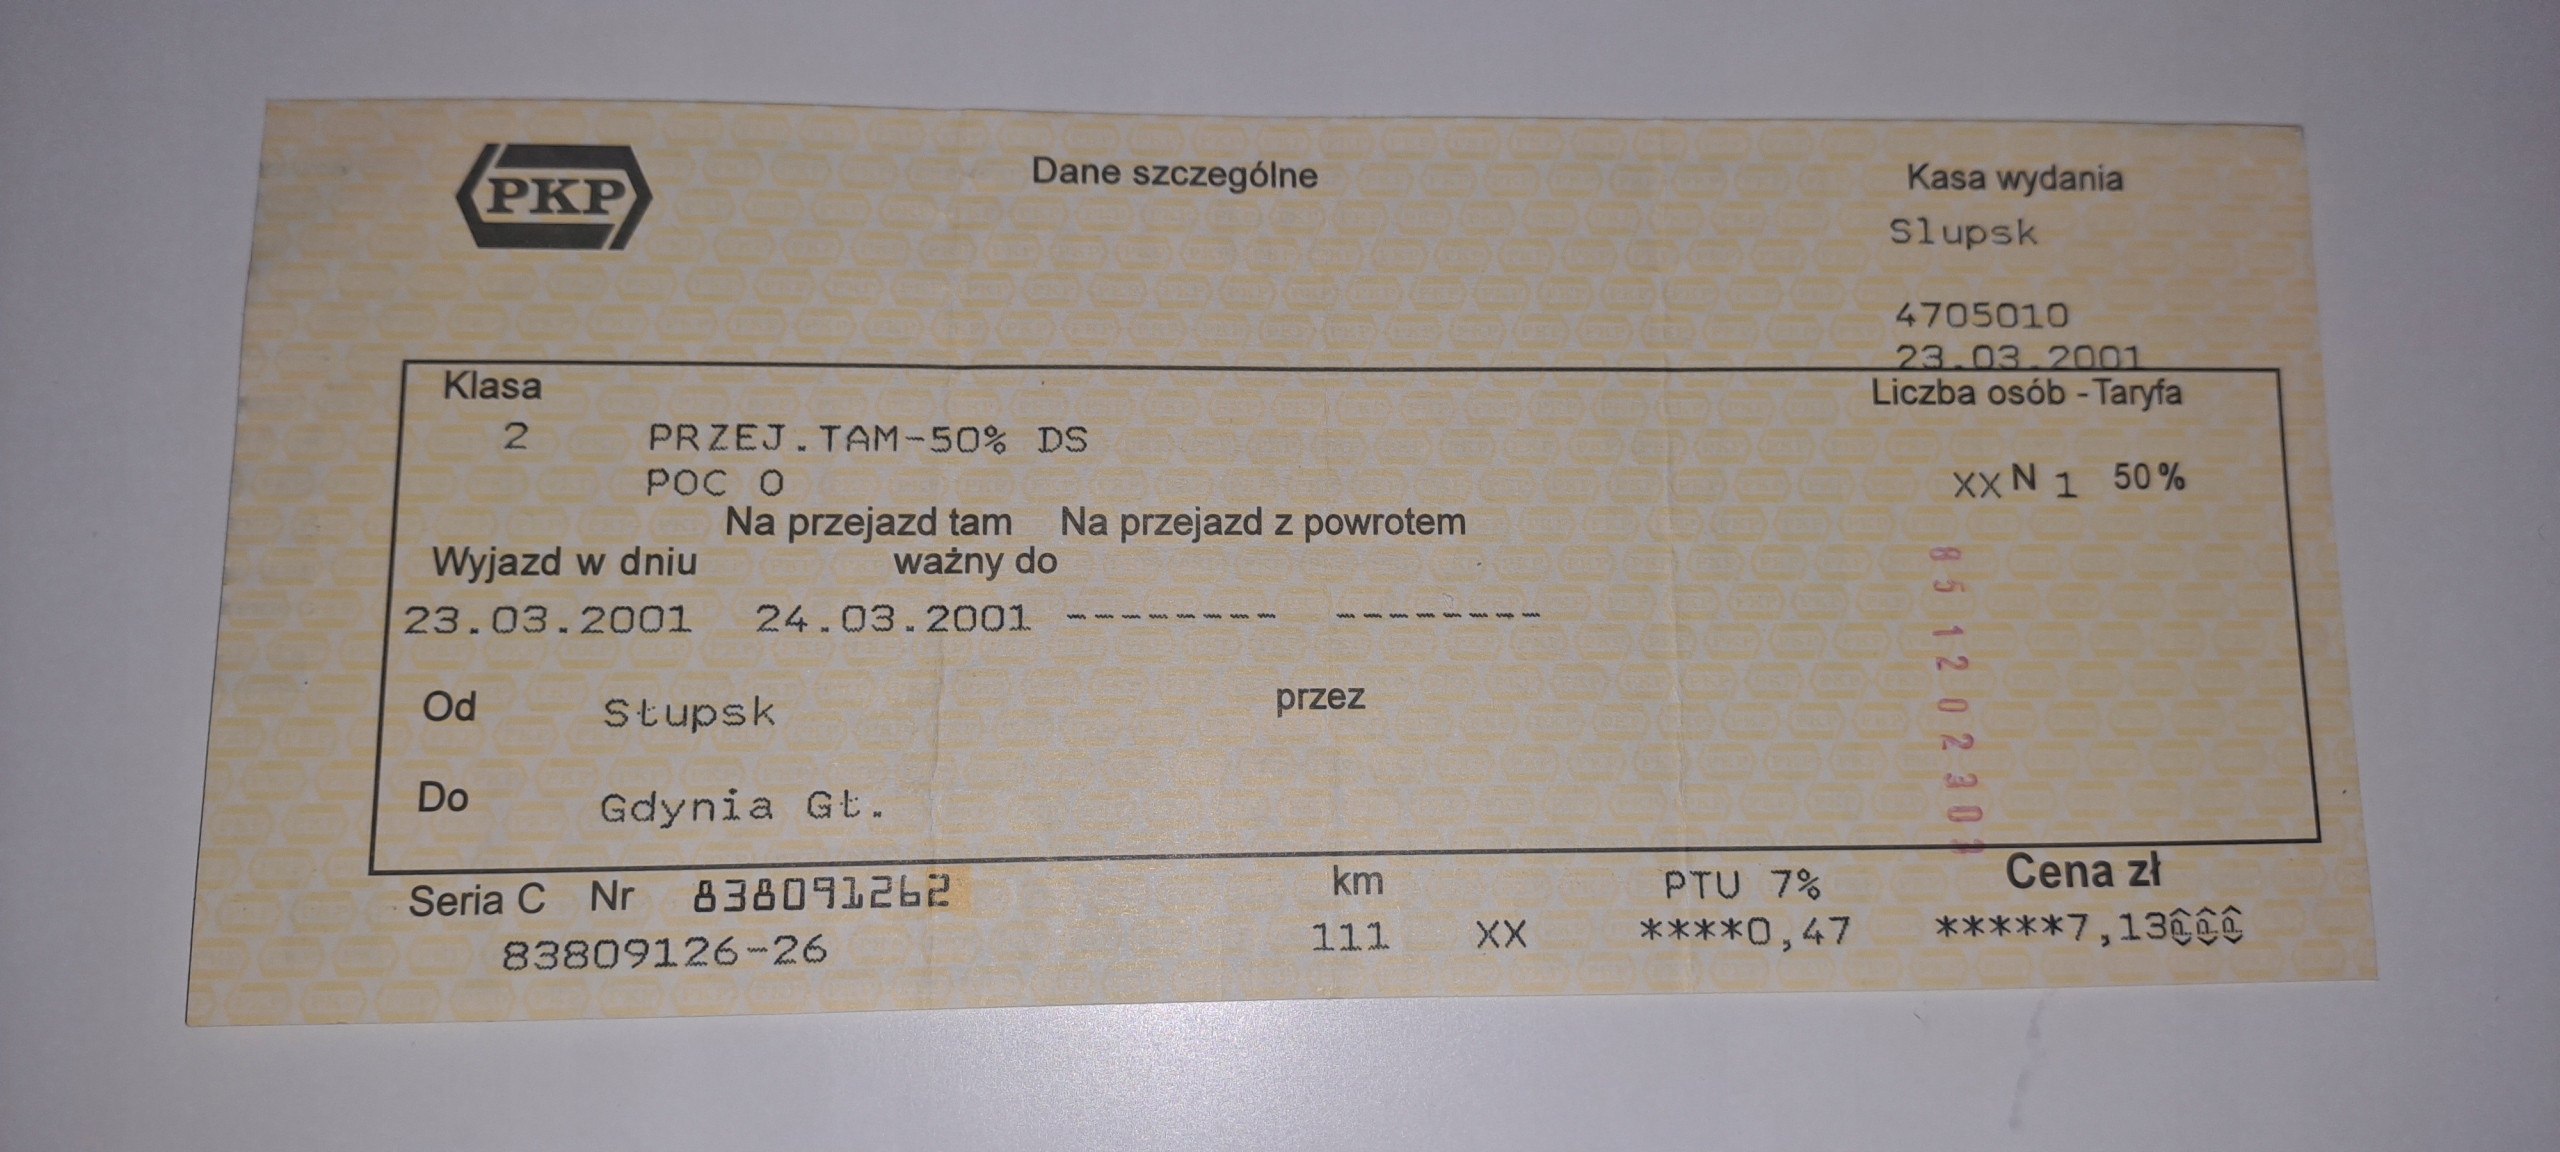 PKP
Dane szczególne
Kasa wydania
Slupsk
4705010
23.03.2001
Klasa
Liczba osób - Taryfa
2 PRZEJ.TAM-50% DS
POC O
XX N 1 50%
Na przejazd tam Na przejazd z powrotem
Wyjazd w dniu ważny do
23.03.2001 24.03.2001 -------- --------
Od Słupsk przez
Do Gdynia Gł.
Seria C Nr 838091262 km PTU 7% Cena zł
83809126-26 111 XX ****0,47 *****7,13